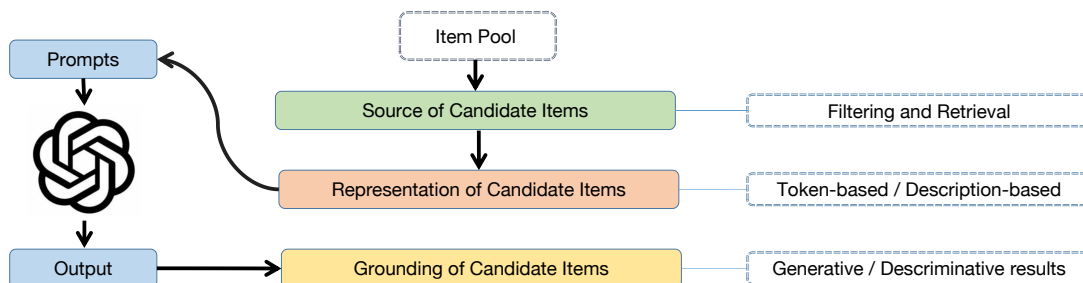 Item Pool
Prompts
Source of Candidate Items
Filtering and Retrieval
Representation of Candidate Items
Token-based / Description-based
Output
Grounding of Candidate Items
Generative / Descriminative results